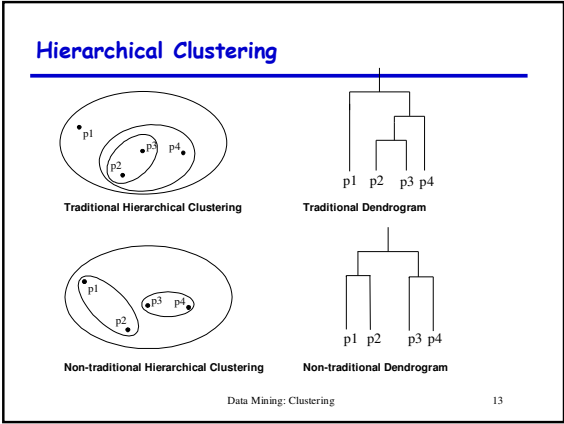 Hierarchical Clustering
p1
p3
p4
p2
p1 p2 p3 p4
Traditional Hierarchical Clustering
Traditional Dendrogram
p1
p3 p4
p2
p1 p2 p3 p4
Non-traditional Hierarchical Clustering
Non-traditional Dendrogram
Data Mining: Clustering
13